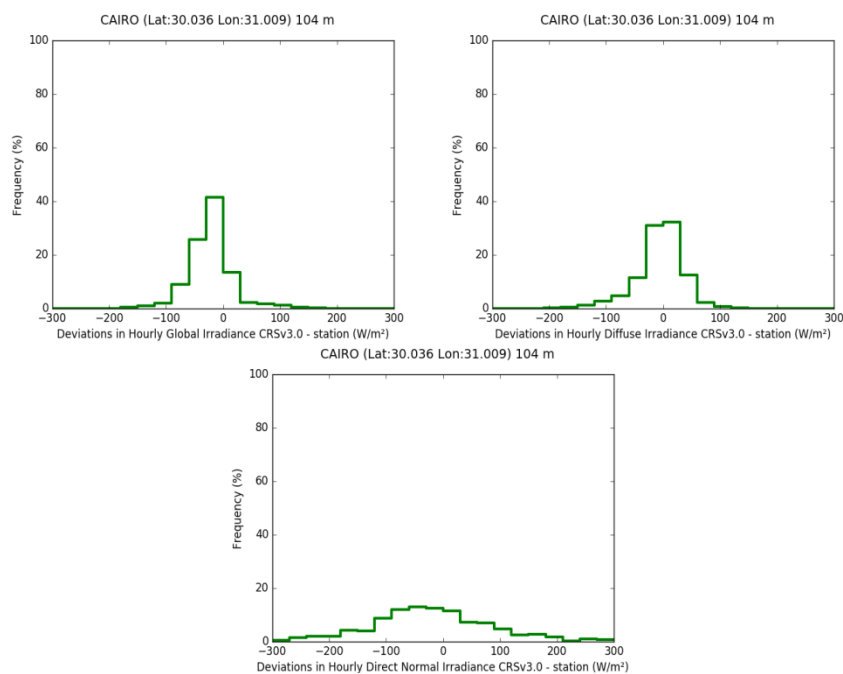 CAIRO (Lat:30.036 Lon:31.009) 104 m
100
80
60
40
20
0
Frequency (%)
−300 −200 −100 0 100 200 300
Deviations in Hourly Global Irradiance CRSv3.0 - station (W/m²)
CAIRO (Lat:30.036 Lon:31.009) 104 m
100
80
60
40
20
0
Frequency (%)
−300 −200 −100 0 100 200 300
Deviations in Hourly Diffuse Irradiance CRSv3.0 - station (W/m²)
CAIRO (Lat:30.036 Lon:31.009) 104 m
100
80
60
40
20
0
Frequency (%)
−300 −200 −100 0 100 200 300
Deviations in Hourly Direct Normal Irradiance CRSv3.0 - station (W/m²)